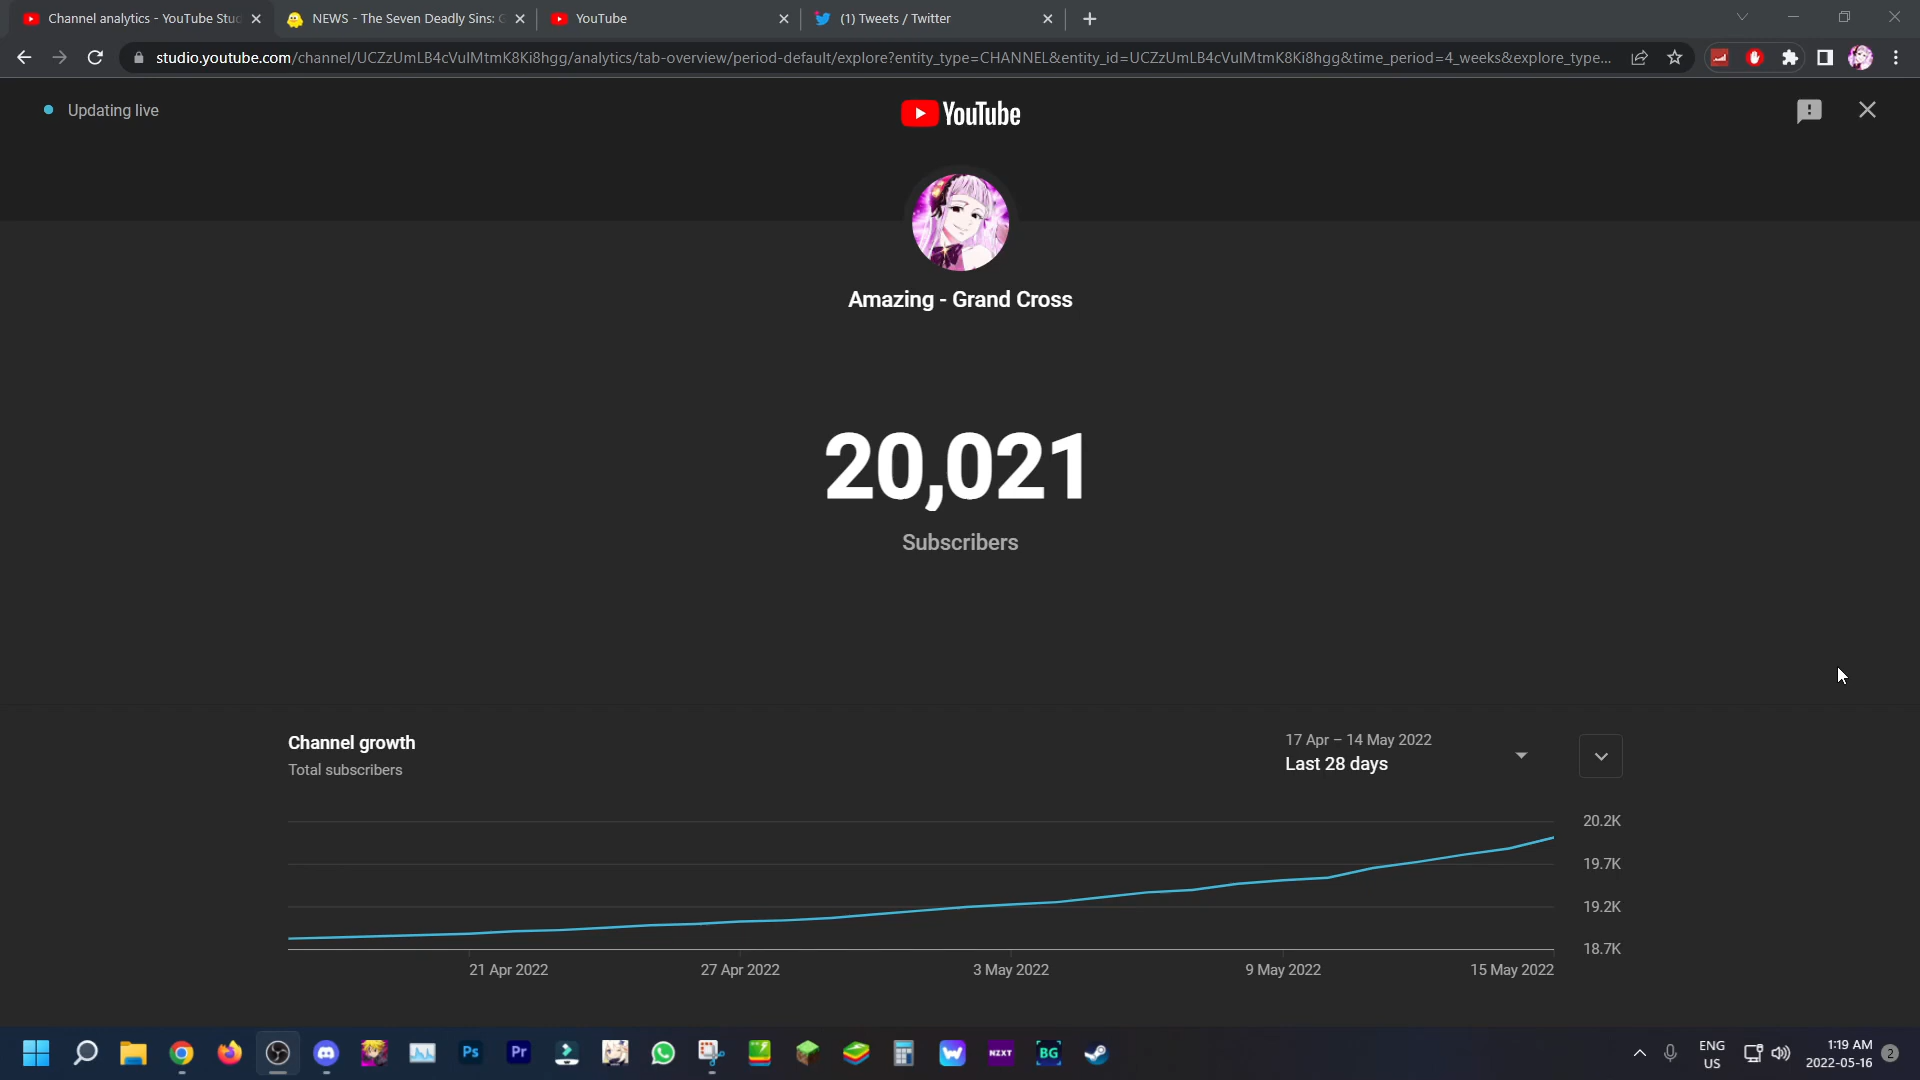 Channel analytics - YouTube Stu
NEWS - The Seven Deadly Sins: G
YouTube
(1) Tweets / Twitter
studio.youtube.com/channel/UCZzUmLB4cVulMtmK8Ki8hgg/analytics/tab-overview/period-default/explore?entity_type=CHANNEL&entity_id=UCZzUmLB4cVulMtmK8Ki8hgg&time_period=4_weeks&explore_type...
Updating live
YouTube
Amazing - Grand Cross
20,021
Subscribers
Channel growth
Total subscribers
17 Apr – 14 May 2022
Last 28 days
20.2K
19.7K
19.2K
18.7K
21 Apr 2022
27 Apr 2022
3 May 2022
9 May 2022
15 May 2022
Ps
Pr
NZXT
BG
ENG
US
1:19 AM
2022-05-16
2